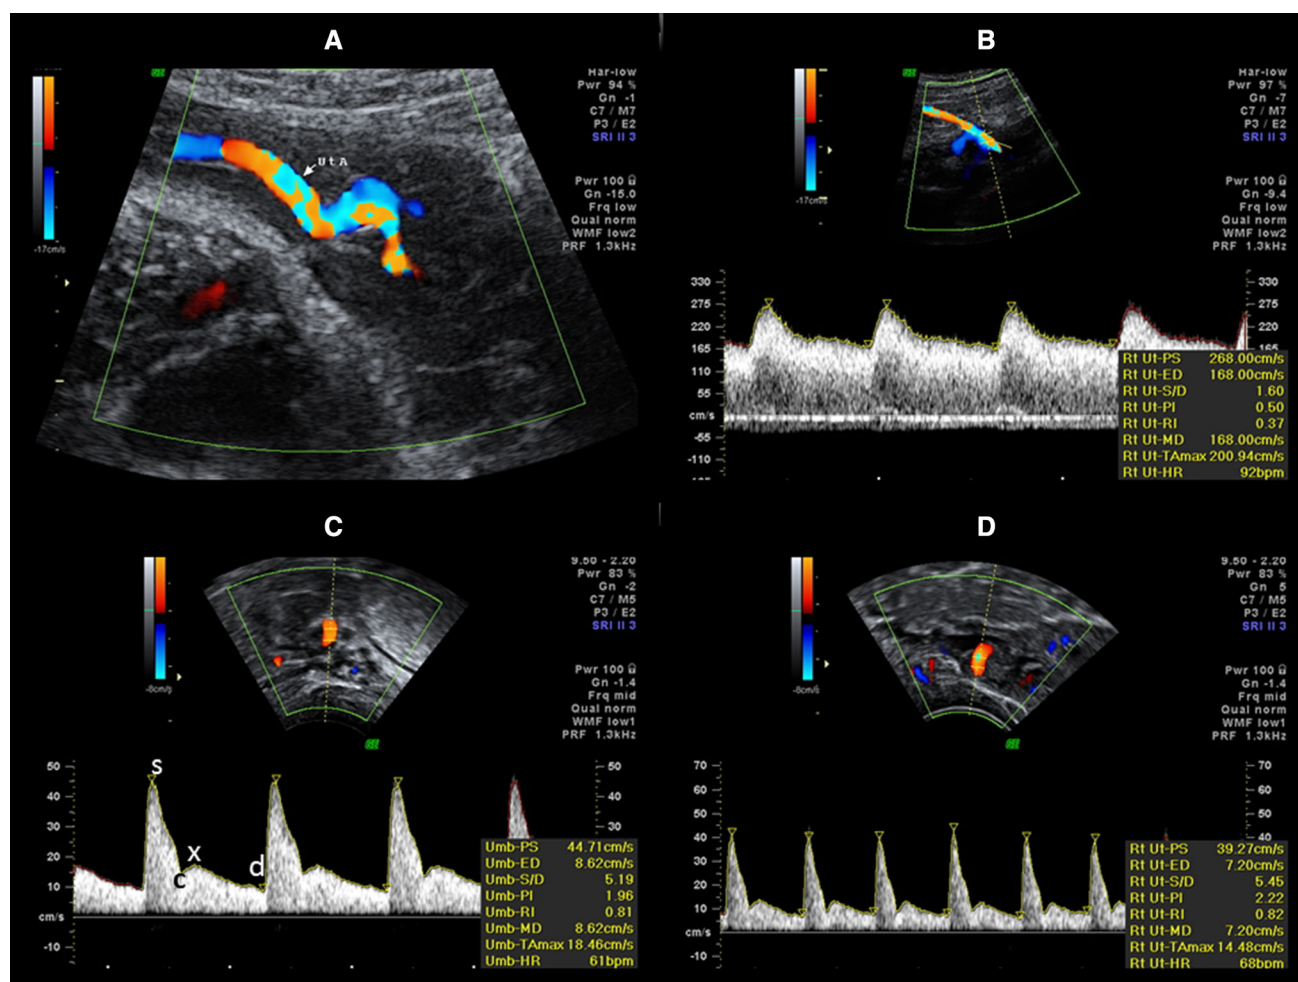 A
Har-low
Pwr 94 %
Gn -1
C7 / M7
P3 / E2
SRI II 3
Pwr 100
Gn -15.0
Frq low
Qual norm
WMF low2
PRF 1.3kHz
-17cm/s
UtA
B
Har-low
Pwr 97 %
Gn -7
C7 / M7
P3 / E2
SRI II 3
Pwr 100
Gn -9.4
Frq low
Qual norm
WMF low2
PRF 1.3kHz
-17cm/s
330 330
275 275
220 220
165 165
110
55
cm/s
-55
-110
Rt Ut-PS 268.00cm/s
Rt Ut-ED 168.00cm/s
Rt Ut-S/D 1.60
Rt Ut-PI 0.50
Rt Ut-RI 0.37
Rt Ut-MD 168.00cm/s
Rt Ut-TAmax 200.94cm/s
Rt Ut-HR 92bpm
C
9.50 - 2.20
Pwr 83 %
Gn -2
C7 / M5
P3 / E2
SRI II 3
Pwr 100
Gn -1.4
Frq mid
Qual norm
WMF low1
PRF 1.3kHz
-8cm/s
GE
50 50
40 40
30 30
20
10
cm/s
-10
S
X
c
d
Umb-PS 44.71cm/s
Umb-ED 8.62cm/s
Umb-S/D 5.19
Umb-PI 1.96
Umb-RI 0.81
Umb-MD 8.62cm/s
Umb-TAmax 18.46cm/s
Umb-HR 61bpm
D
9.50 - 2.20
Pwr 83 %
Gn 5
C7 / M5
P3 / E2
SRI II 3
Pwr 100
Gn -1.4
Frq mid
Qual norm
WMF low1
PRF 1.3kHz
-8cm/s
GE
70 70
60 60
50 50
40 40
30
20
10
cm/s
-10
Rt Ut-PS 39.27cm/s
Rt Ut-ED 7.20cm/s
Rt Ut-S/D 5.45
Rt Ut-PI 2.22
Rt Ut-RI 0.82
Rt Ut-MD 7.20cm/s
Rt Ut-TAmax 14.48cm/s
Rt Ut-HR 68bpm